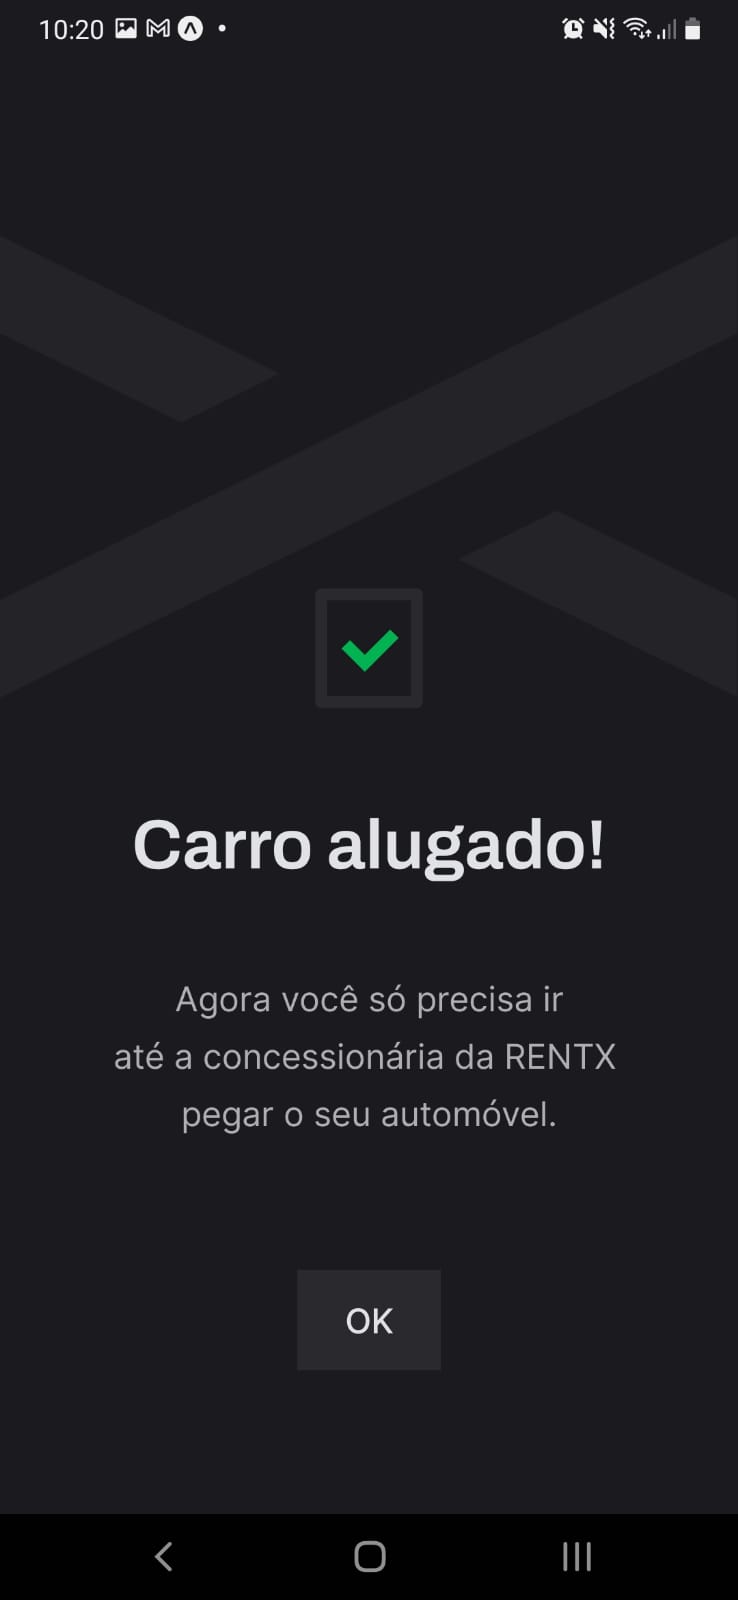 10:20
Carro alugado!
Agora você só precisa ir
até a concessionária da RENTX
pegar o seu automóvel.
OK